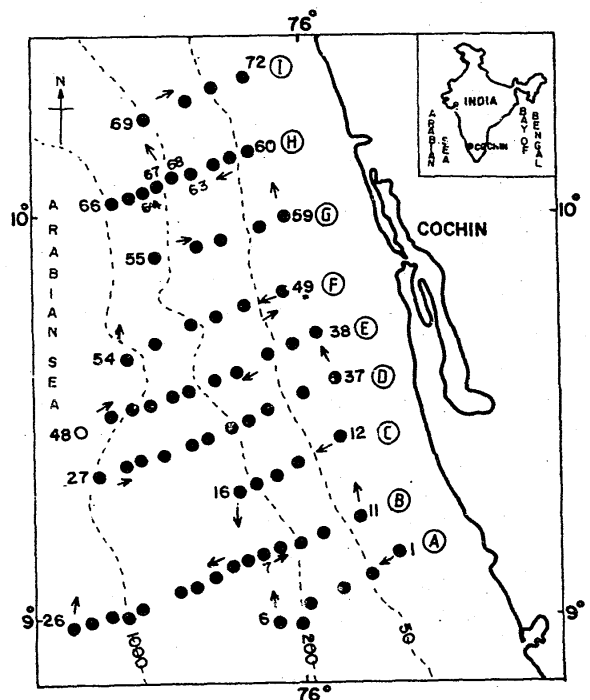 76°
N
72 I
INDIA
ARABIAN SEA
BAY OF BENGAL
COCHIN
69
60 H
67 68
63
66
64
10°
10°
ARABIAN SEA
59 G
COCHIN
55
49 F
38 E
54
37 D
48
12 C
27
16
11 B
1 A
7
9°
26
6
9°
1000
200
50
76°